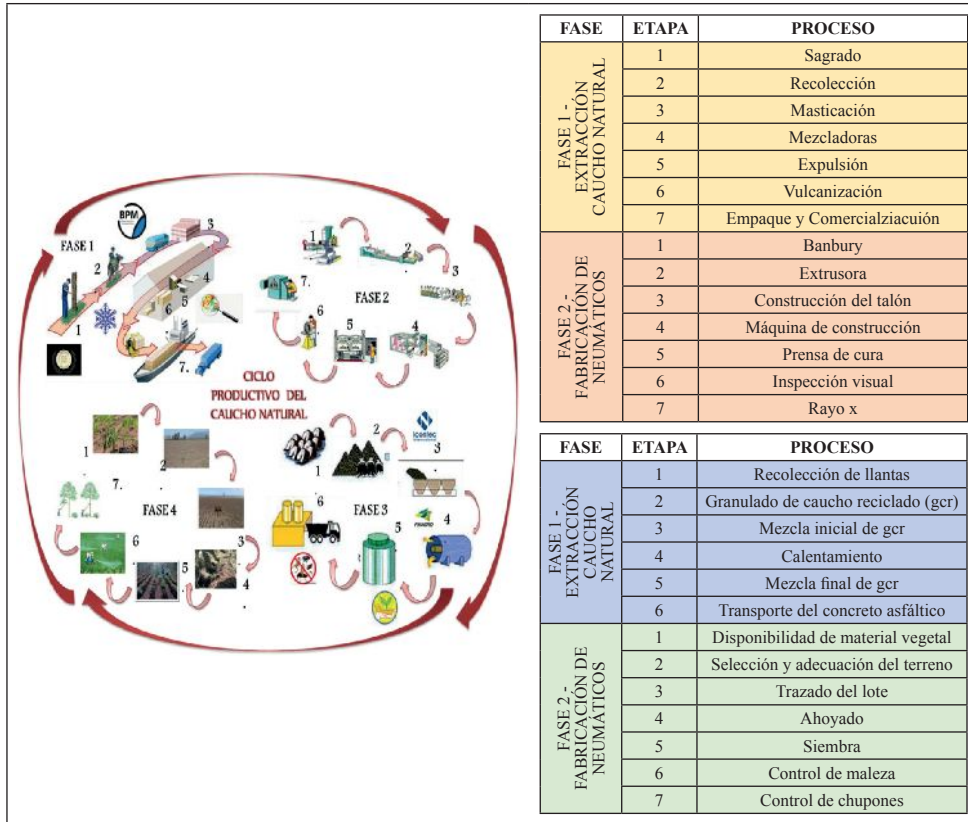 BPM
FASE 1
1
2
3
4
5
6
7.
FASE 2
1
2
3
4
5
6
7.
CICLO
PRODUCTIVO DEL
CAUCHO NATURAL
FASE 4
1
2
3
4
5
6
7.
FASE 3
1
2
icontec
3
4
5
6
FASE ETAPA PROCESO
FASE 1 -
EXTRACCIÓN
CAUCHO NATURAL
1 Sagrado
2 Recolección
3 Masticación
4 Mezcladoras
5 Expulsión
6 Vulcanización
7 Empaque y Comercialziacuión
FASE 2 -
FABRICACIÓN DE
NEUMÁTICOS
1 Banbury
2 Extrusora
3 Construcción del talón
4 Máquina de construcción
5 Prensa de cura
6 Inspección visual
7 Rayo x
FASE ETAPA PROCESO
FASE 1 -
EXTRACCIÓN
CAUCHO
NATURAL
1 Recolección de llantas
2 Granulado de caucho reciclado (gcr)
3 Mezcla inicial de gcr
4 Calentamiento
5 Mezcla final de gcr
6 Transporte del concreto asfáltico
FASE 2 -
FABRICACIÓN DE
NEUMÁTICOS
1 Disponibilidad de material vegetal
2 Selección y adecuación del terreno
3 Trazado del lote
4 Ahoyado
5 Siembra
6 Control de maleza
7 Control de chupones